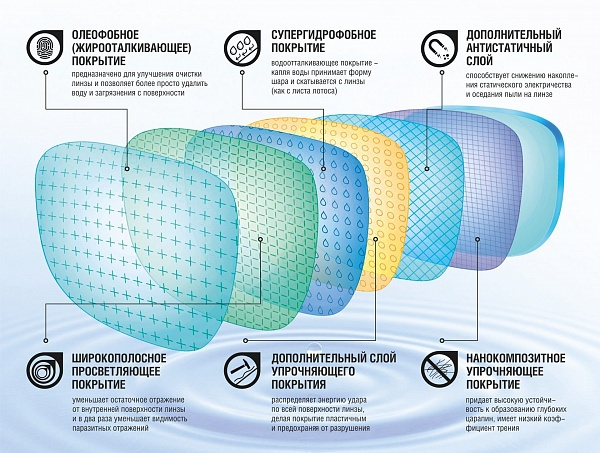 ОЛЕОФОБНОЕ
(ЖИРООТАЛКИВАЮЩЕЕ)
ПОКРЫТИЕ
предназначено для улучшения очистки
линзы и позволяет более просто удалить
воду и загрязнения с поверхности
СУПЕРГИДРОФОБНОЕ
ПОКРЫТИЕ
водоотталкивающее покрытие –
капля воды принимает форму
шара и скатывается с линзы
(как с листа лотоса)
ДОПОЛНИТЕЛЬНЫЙ
АНТИСТАТИЧНЫЙ
СЛОЙ
способствует снижению накопле-
ния статического электричества
и оседания пыли на линзе
ШИРОКОПОЛОСНОЕ
ПРОСВЕТЛЯЮЩЕЕ
ПОКРЫТИЕ
уменьшает остаточное отражение
от внутренней поверхности линзы
и в два раза уменьшает видимость
паразитных отражений
ДОПОЛНИТЕЛЬНЫЙ СЛОЙ
УПРОЧНЯЮЩЕГО
ПОКРЫТИЯ
распределяет энергию удара
по всей поверхности линзы,
делая покрытие пластичным
и предохраняя от разрушения
НАНОКОМПОЗИТНОЕ
УПРОЧНЯЮЩЕЕ
ПОКРЫТИЕ
придает высокую устойчи-
вость к образованию глубоких
царапин, имеет низкий коэф-
фициент трения